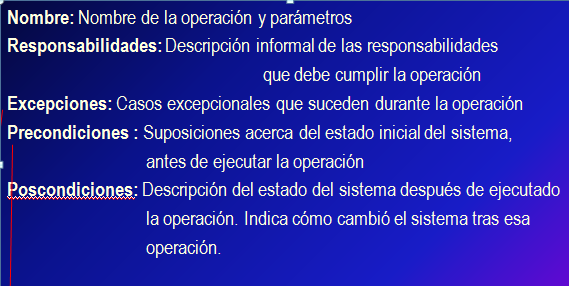 Nombre: Nombre de la operación y parámetros
Responsabilidades: Descripción informal de las responsabilidades
que debe cumplir la operación
Excepciones: Casos excepcionales que suceden durante la operación
Precondiciones : Suposiciones acerca del estado inicial del sistema,
antes de ejecutar la operación
Poscondiciones: Descripción del estado del sistema después de ejecutado
la operación. Indica cómo cambió el sistema tras esa
operación.